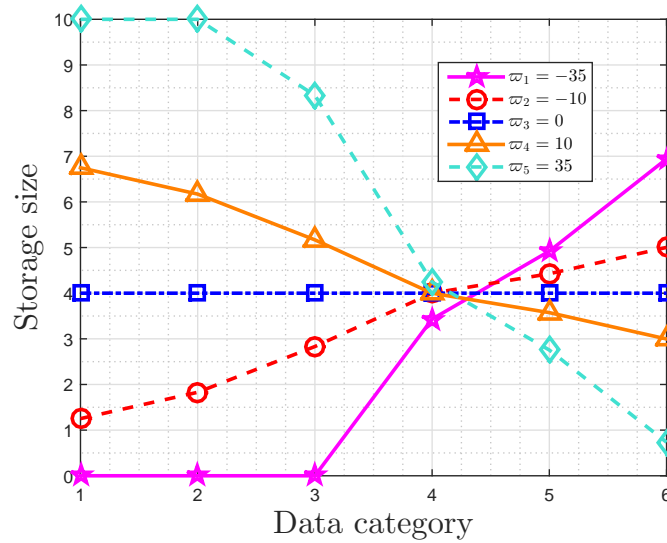 10
9
8
7
6
5
4
3
2
1
0
Storage size
ϖ₁ = −35
ϖ₂ = −10
ϖ₃ = 0
ϖ₄ = 10
ϖ₅ = 35
1 2 3 4 5 6
Data category